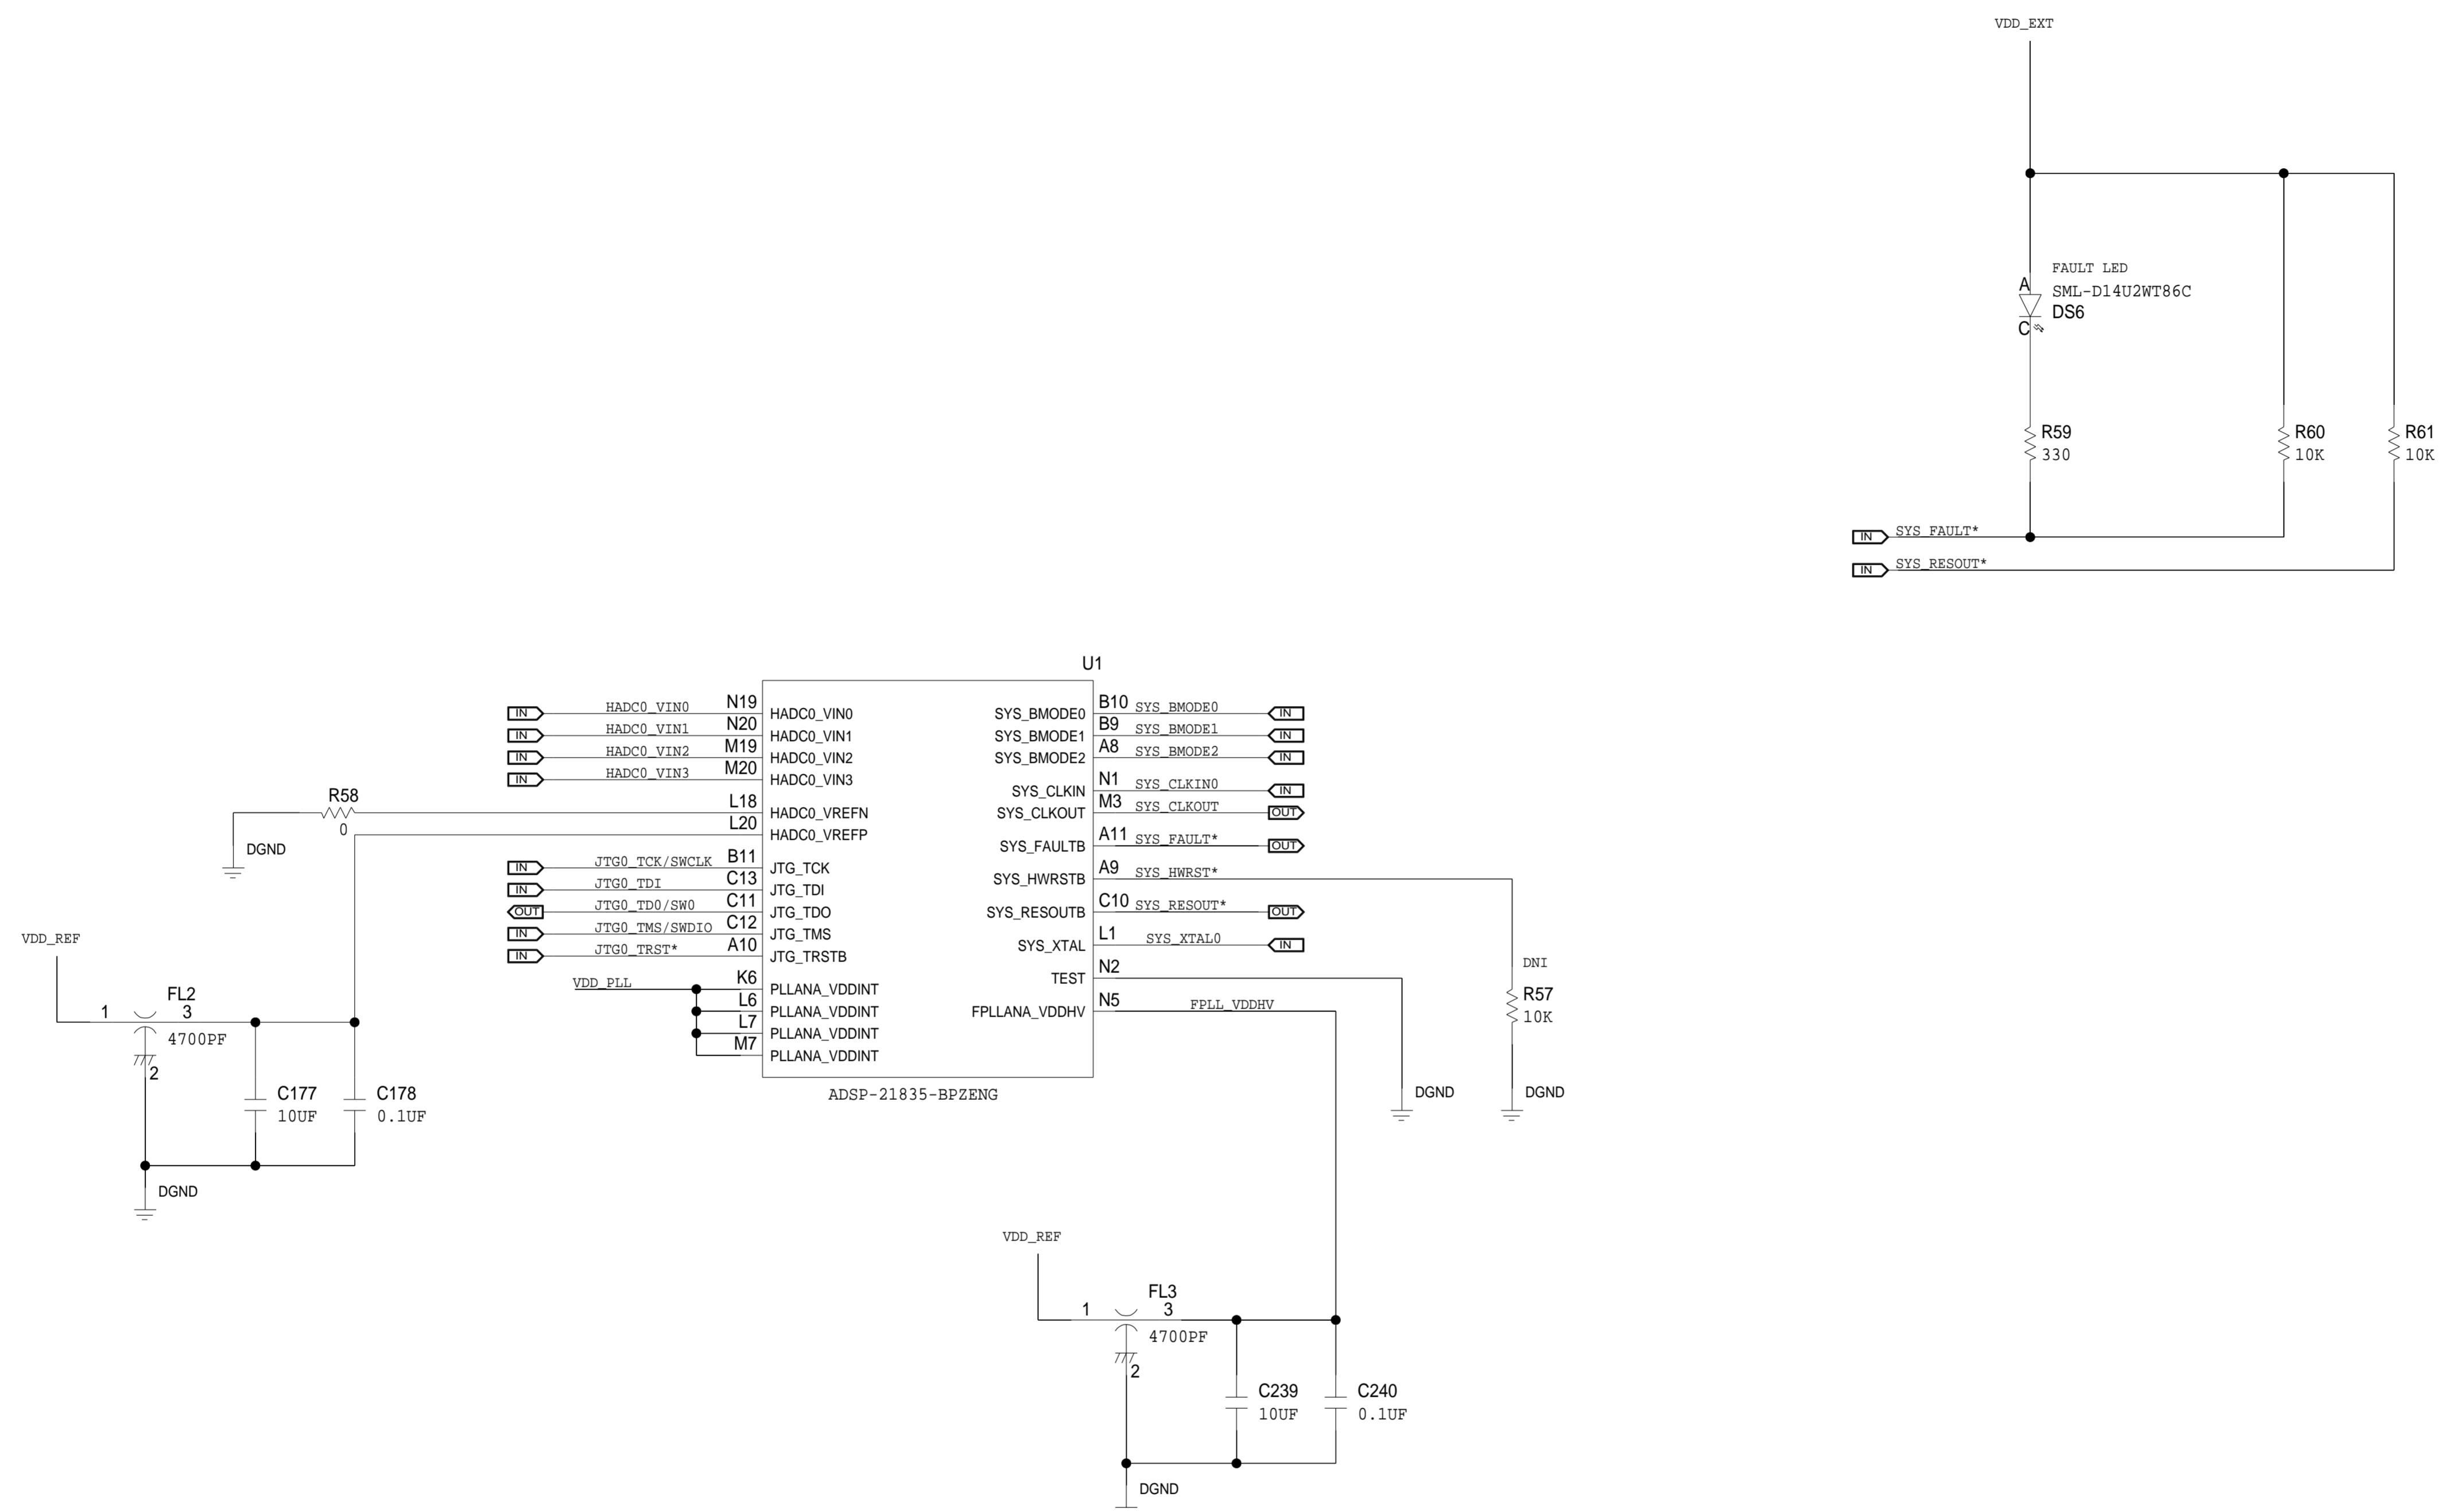 VDD_EXT
FAULT LED
A
SML-D14U2WT86C
DS6
C
R59
330
R60
10K
R61
10K
IN SYS_FAULT*
IN SYS_RESOUT*
U1
IN HADC0_VIN0 N19 HADC0_VIN0
IN HADC0_VIN1 N20 HADC0_VIN1
IN HADC0_VIN2 M19 HADC0_VIN2
IN HADC0_VIN3 M20 HADC0_VIN3
R58
0
DGND
L18 HADC0_VREFN
L20 HADC0_VREFP
IN JTG0_TCK/SWCLK B11 JTG_TCK
IN JTG0_TDI C13 JTG_TDI
OUT JTG0_TD0/SW0 C11 JTG_TDO
IN JTG0_TMS/SWDIO C12 JTG_TMS
IN JTG0_TRST* A10 JTG_TRSTB
VDD_PLL K6 PLLANA_VDDINT
L6 PLLANA_VDDINT
L7 PLLANA_VDDINT
M7 PLLANA_VDDINT
SYS_BMODE0 B10 SYS_BMODE0 IN
SYS_BMODE1 B9 SYS_BMODE1 IN
SYS_BMODE2 A8 SYS_BMODE2 IN
SYS_CLKIN N1 SYS_CLKIN0 IN
SYS_CLKOUT M3 SYS_CLKOUT OUT
SYS_FAULTB A11 SYS_FAULT* OUT
SYS_HWRSTB A9 SYS_HWRST*
SYS_RESOUTB C10 SYS_RESOUT* OUT
SYS_XTAL L1 SYS_XTAL0 IN
TEST N2
FPLLANA_VDDHV N5 FPLL_VDDHV
ADSP-21835-BPZENG
DNI
R57
10K
DGND
DGND
VDD_REF
FL2
1 3
4700PF
2
C177
10UF
C178
0.1UF
DGND
VDD_REF
FL3
1 3
4700PF
2
C239
10UF
C240
0.1UF
DGND